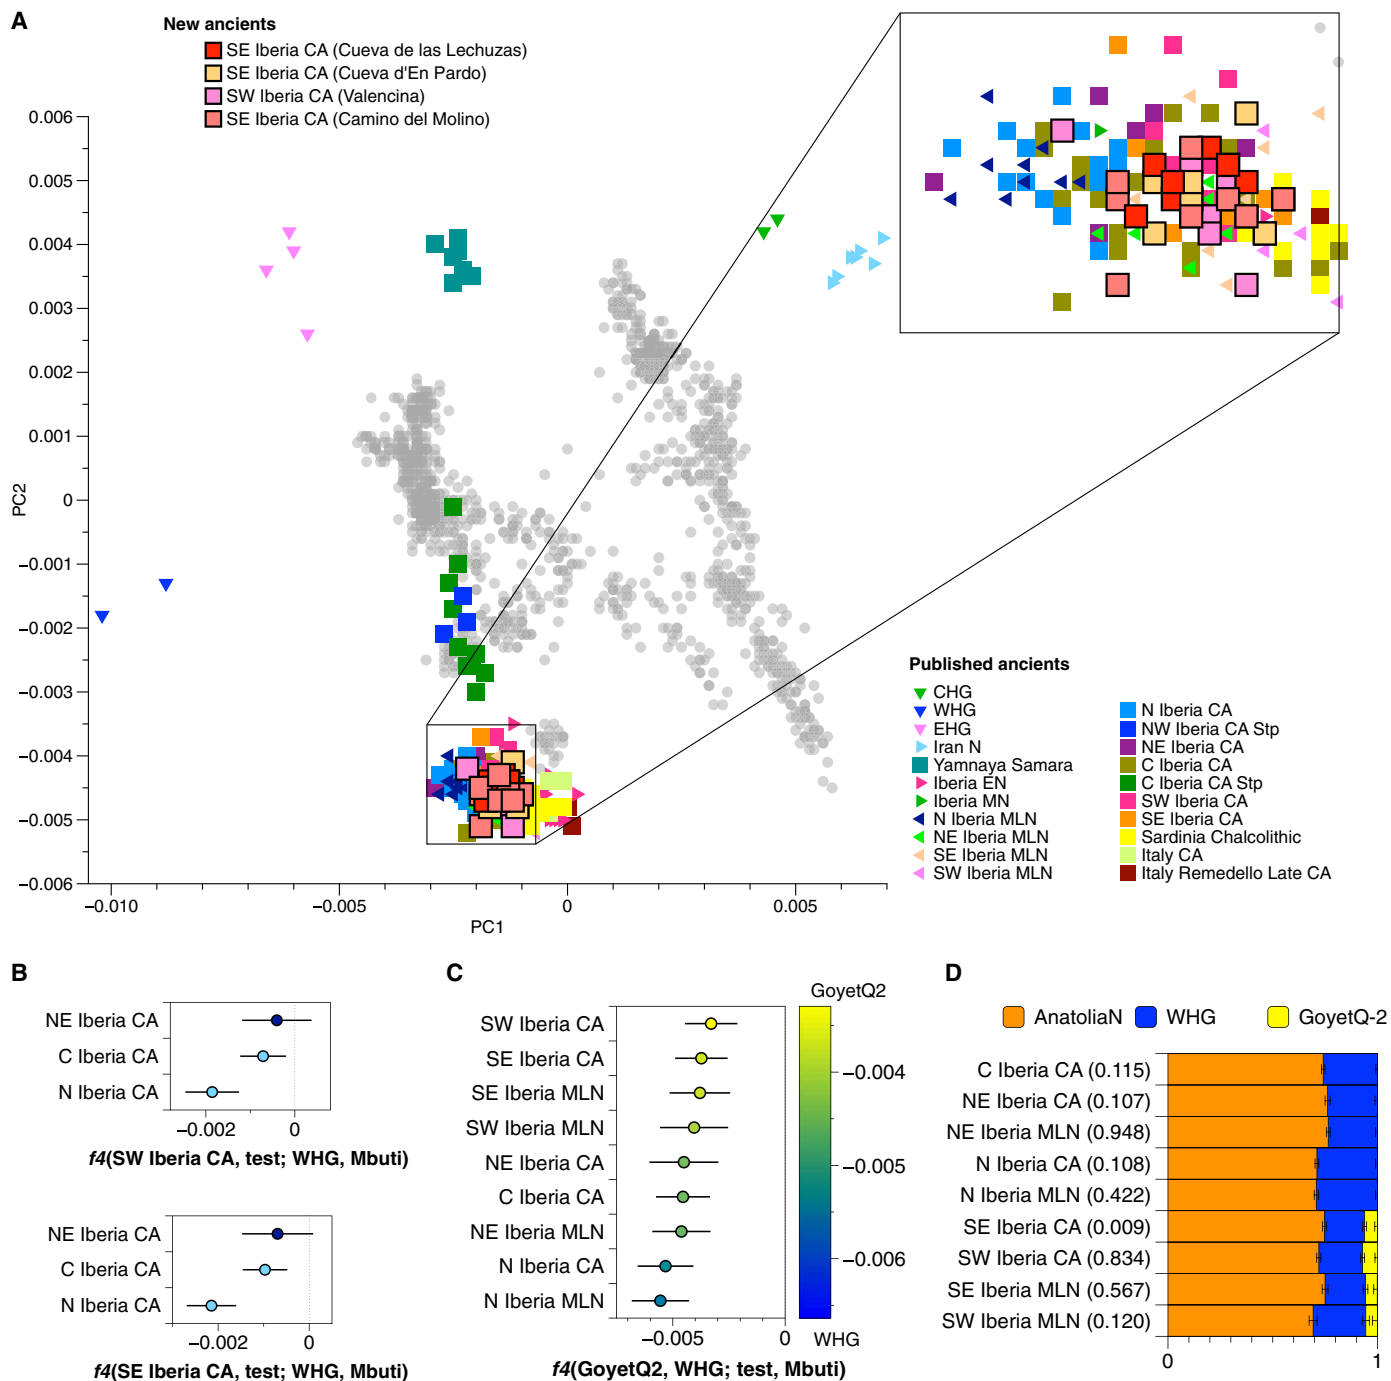 A
New ancients
SE Iberia CA (Cueva de las Lechuzas)
SE Iberia CA (Cueva d'En Pardo)
SW Iberia CA (Valencina)
SE Iberia CA (Camino del Molino)
0.006
0.005
0.004
0.003
0.002
0.001
0
−0.001
−0.002
−0.003
−0.004
−0.005
−0.006
PC2
−0.010
−0.005
0
0.005
PC1
Published ancients
CHG
WHG
EHG
Iran N
Yamnaya Samara
Iberia EN
Iberia MN
N Iberia MLN
NE Iberia MLN
SE Iberia MLN
SW Iberia MLN
N Iberia CA
NW Iberia CA Stp
NE Iberia CA
C Iberia CA
C Iberia CA Stp
SW Iberia CA
SE Iberia CA
Sardinia Chalcolithic
Italy CA
Italy Remedello Late CA
B
NE Iberia CA
C Iberia CA
N Iberia CA
−0.002
0
f4(SW Iberia CA, test; WHG, Mbuti)
NE Iberia CA
C Iberia CA
N Iberia CA
−0.002
0
f4(SE Iberia CA, test; WHG, Mbuti)
C
SW Iberia CA
SE Iberia CA
SE Iberia MLN
SW Iberia MLN
NE Iberia CA
C Iberia CA
NE Iberia MLN
N Iberia CA
N Iberia MLN
−0.005
0
f4(GoyetQ2, WHG; test, Mbuti)
GoyetQ2
−0.004
−0.005
−0.006
WHG
D
AnatoliaN
WHG
GoyetQ-2
C Iberia CA (0.115)
NE Iberia CA (0.107)
NE Iberia MLN (0.948)
N Iberia CA (0.108)
N Iberia MLN (0.422)
SE Iberia CA (0.009)
SW Iberia CA (0.834)
SE Iberia MLN (0.567)
SW Iberia MLN (0.120)
0
1